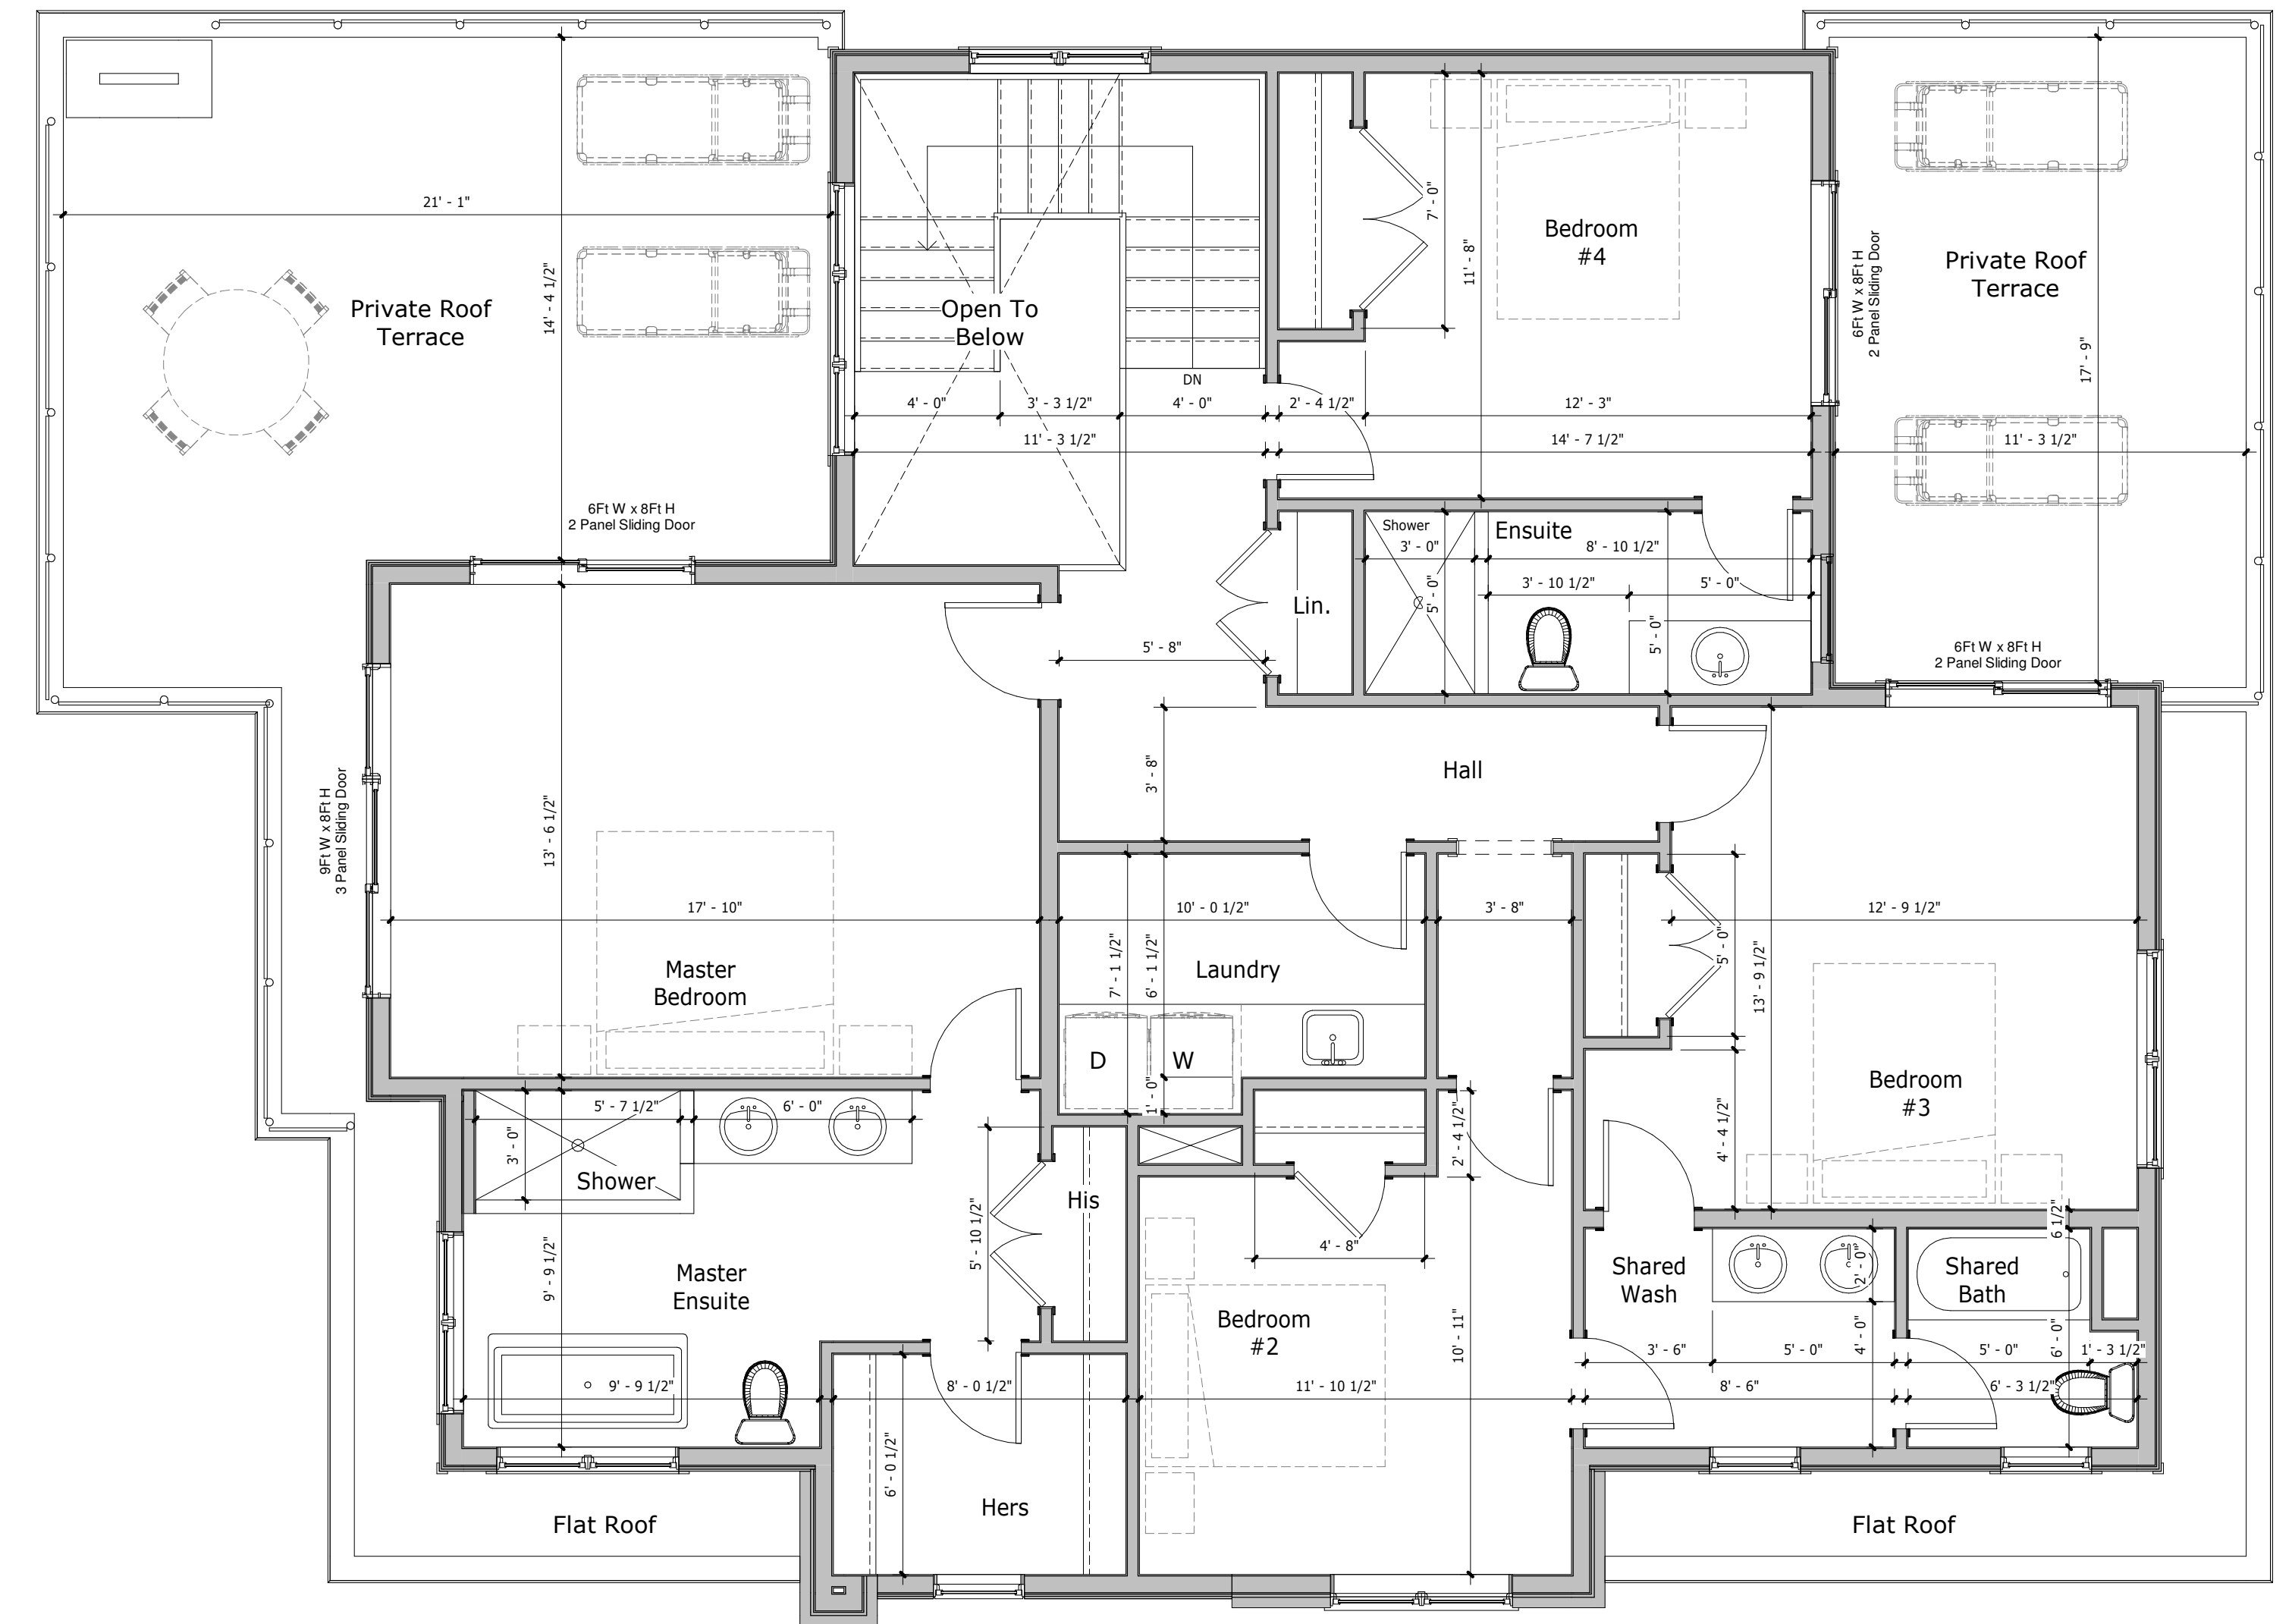 21' - 1"
14' - 4 1/2"
Private Roof
Terrace
6Ft W x 8Ft H
2 Panel Sliding Door
Open To
Below
DN
4' - 0"
3' - 3 1/2"
4' - 0"
11' - 3 1/2"
7' - 0"
11' - 8"
Bedroom
#4
2' - 4 1/2"
12' - 3"
14' - 7 1/2"
6Ft W x 8Ft H
2 Panel Sliding Door
Private Roof
Terrace
17' - 9"
11' - 3 1/2"
6Ft W x 8Ft H
2 Panel Sliding Door
Shower
Ensuite
3' - 0"
8' - 10 1/2"
5' - 0"
3' - 10 1/2"
5' - 0"
5' - 0"
Lin.
5' - 8"
3' - 8"
Hall
9Ft W x 8Ft H
3 Panel Sliding Door
13' - 6 1/2"
17' - 10"
Master
Bedroom
10' - 0 1/2"
7' - 1 1/2"
6' - 1 1/2"
Laundry
D
W
1' - 0"
3' - 8"
5' - 0"
13' - 9 1/2"
12' - 9 1/2"
Bedroom
#3
4' - 4 1/2"
5' - 7 1/2"
6' - 0"
3' - 0"
Shower
His
5' - 10 1/2"
9' - 9 1/2"
Master
Ensuite
9' - 9 1/2"
8' - 0 1/2"
6' - 0 1/2"
Hers
2' - 4 1/2"
4' - 8"
Bedroom
#2
10' - 11"
11' - 10 1/2"
Shared
Wash
2' - 0"
4' - 0"
3' - 6"
5' - 0"
8' - 6"
6 1/2"
Shared
Bath
6' - 0"
5' - 0"
1' - 3 1/2"
6' - 3 1/2"
Flat Roof
Flat Roof